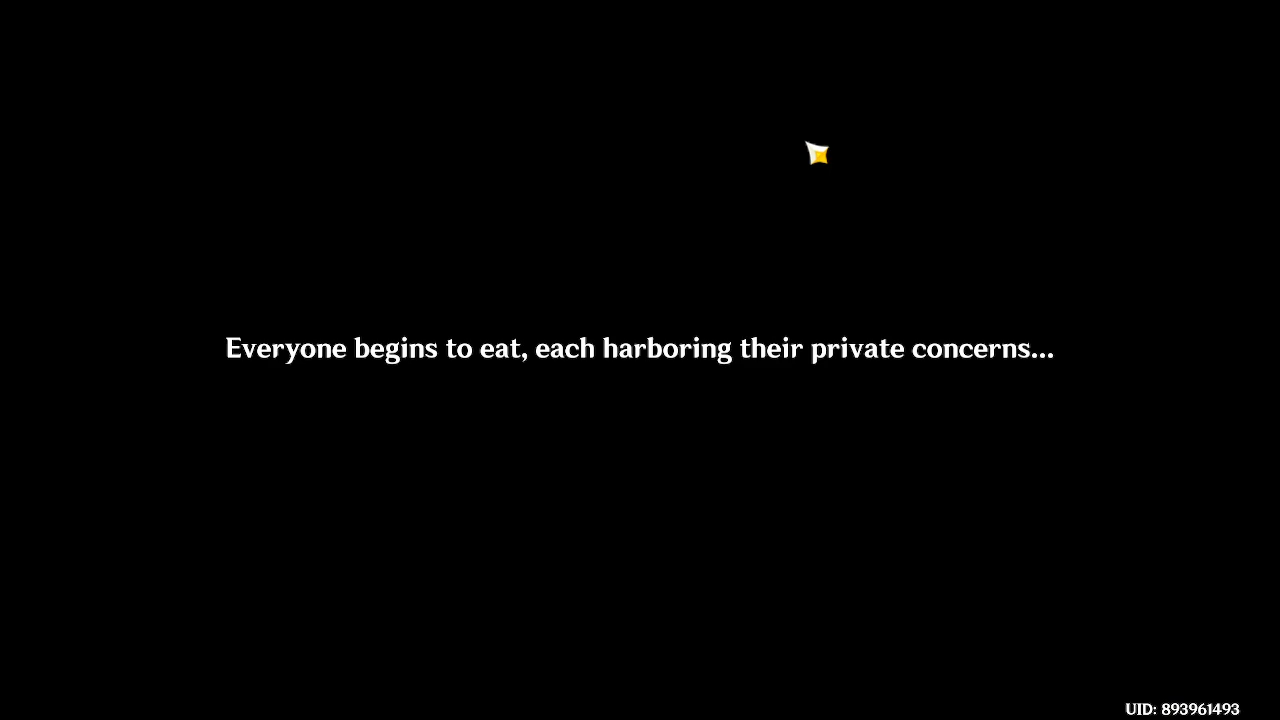 Everyone begins to eat, each harboring their private concerns...
UID: 893961493